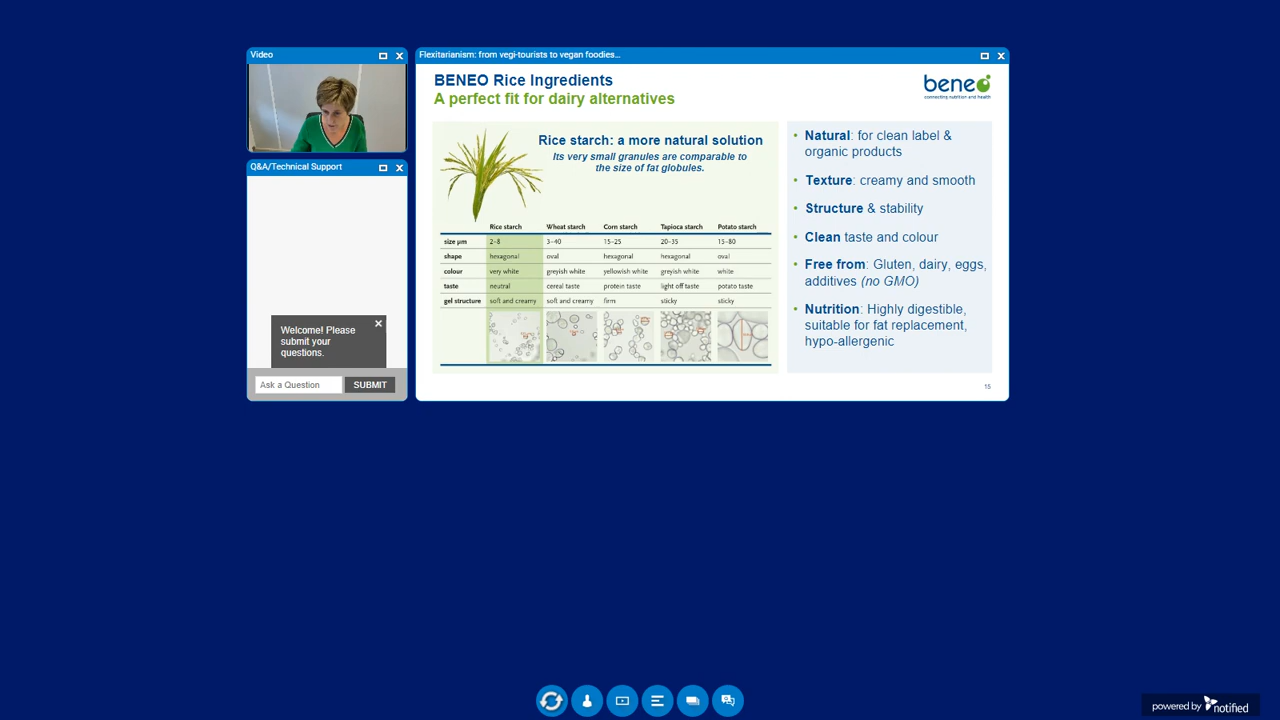 Video
Flexitarianism: from vegi-tourists to vegan foodies...
BENEO Rice Ingredients
A perfect fit for dairy alternatives
beneo
connecting nutrition and health
Rice starch: a more natural solution
Its very small granules are comparable to
the size of fat globules.
Rice starch Wheat starch Corn starch Tapioca starch Potato starch
size µm 2–8 3–40 15–25 20–35 15–80
shape hexagonal oval hexagonal hexagonal oval
colour very white greyish white yellowish white greyish white white
taste neutral cereal taste protein taste light off taste potato taste
gel structure soft and creamy soft and creamy firm sticky sticky
• Natural: for clean label &
organic products
• Texture: creamy and smooth
• Structure & stability
• Clean taste and colour
• Free from: Gluten, dairy, eggs,
additives (no GMO)
• Nutrition: Highly digestible,
suitable for fat replacement,
hypo-allergenic
15
Q&A/Technical Support
Welcome! Please
submit your
questions.
Ask a Question
SUBMIT
powered by notified